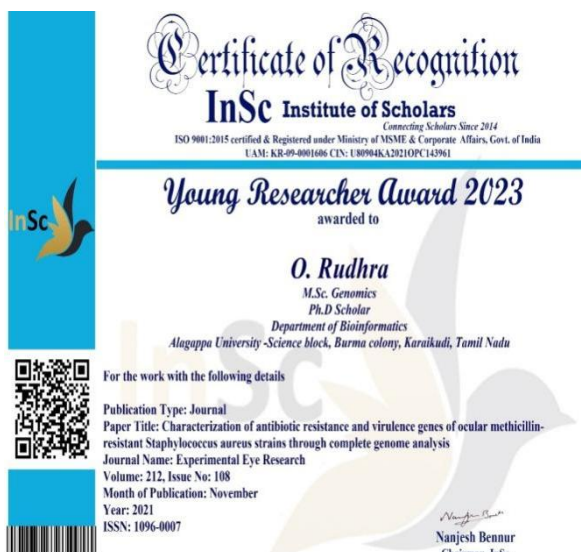 Certificate of Recognition
InSc Institute of Scholars
Connecting Scholars Since 2014
ISO 9001:2015 certified & Registered under Ministry of MSME & Corporate Affairs, Govt. of India
UAM: KR-09-0001606 CIN: U80904KA2021OPC143961
Young Researcher Award 2023
awarded to
InSc
O. Rudhra
M.Sc. Genomics
Ph.D Scholar
Department of Bioinformatics
Alagappa University -Science block, Burma colony, Karaikudi, Tamil Nadu
InSc
For the work with the following details
Publication Type: Journal
Paper Title: Characterization of antibiotic resistance and virulence genes of ocular methicillin-
resistant Staphylococcus aureus strains through complete genome analysis
Journal Name: Experimental Eye Research
Volume: 212, Issue No: 108
Month of Publication: November
Year: 2021
ISSN: 1096-0007
Nanjesh Bennur